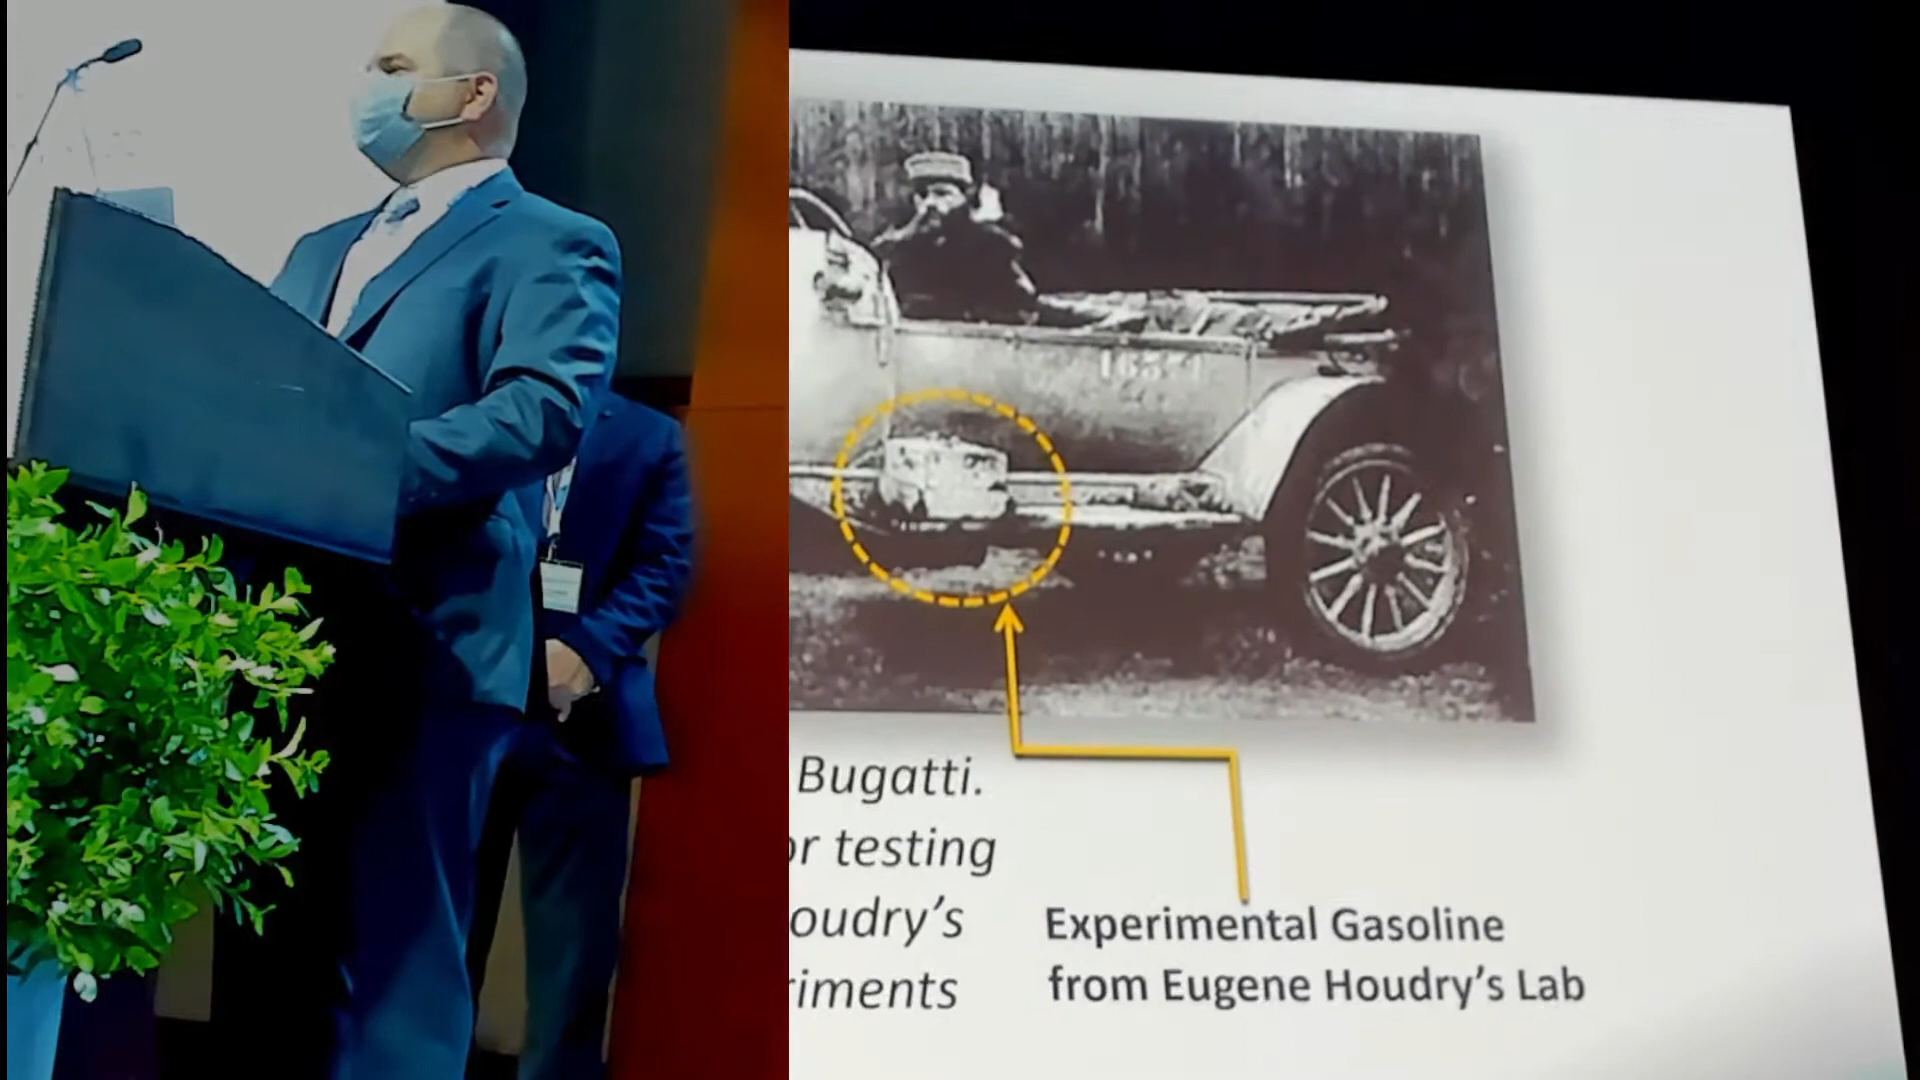 Bugatti.
or testing
oudry's
riments
Experimental Gasoline
from Eugene Houdry's Lab